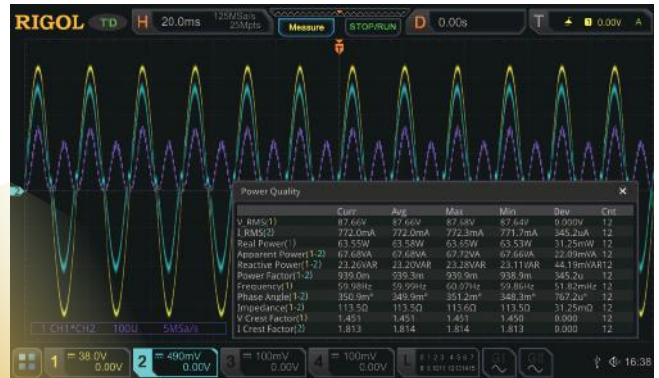 RIGOL TD H 20.0ms 125MSa/s 25Mpts Measure STOP/RUN D 0.00s T 1 0.00V A
T
2
Power Quality ×
Curr Avg Max Min Dev Cnt
V_RMS(1) 87.66V 87.66V 87.68V 87.64V 0.000V 12
I_RMS(2) 772.0mA 772.0mA 772.3mA 771.7mA 345.2uA 12
Real Power(1) 63.55W 63.58W 63.65W 63.53W 31.25mW 12
Apparent Power(1-2) 67.68VA 67.68VA 67.72VA 67.66VA 22.09mVA 12
Reactive Power(1-2) 23.26VAR 23.20VAR 23.28VAR 23.11VAR 44.19mVAR 12
Power Factor(1-2) 939.0m 939.3m 939.9m 938.9m 345.2u 12
Frequency(1) 59.98Hz 59.99Hz 60.07Hz 59.86Hz 51.82mHz 12
Phase Angle(1-2) 350.9m° 349.9m° 351.2m° 348.3m° 767.2u° 12
Impedance(1-2) 113.5Ω 113.5Ω 113.6Ω 113.5Ω 31.25mΩ 12
V Crest Factor(1) 1.451 1.451 1.451 1.450 0.000 12
I Crest Factor(2) 1.813 1.814 1.814 1.813 0.000 12
1 CH1*CH2 100U 5MSa/s
1 = 38.0V 0.00V 2 = 490mV 0.00V 3 = 100mV 0.00V 4 = 100mV 0.00V L GI GII 16:38